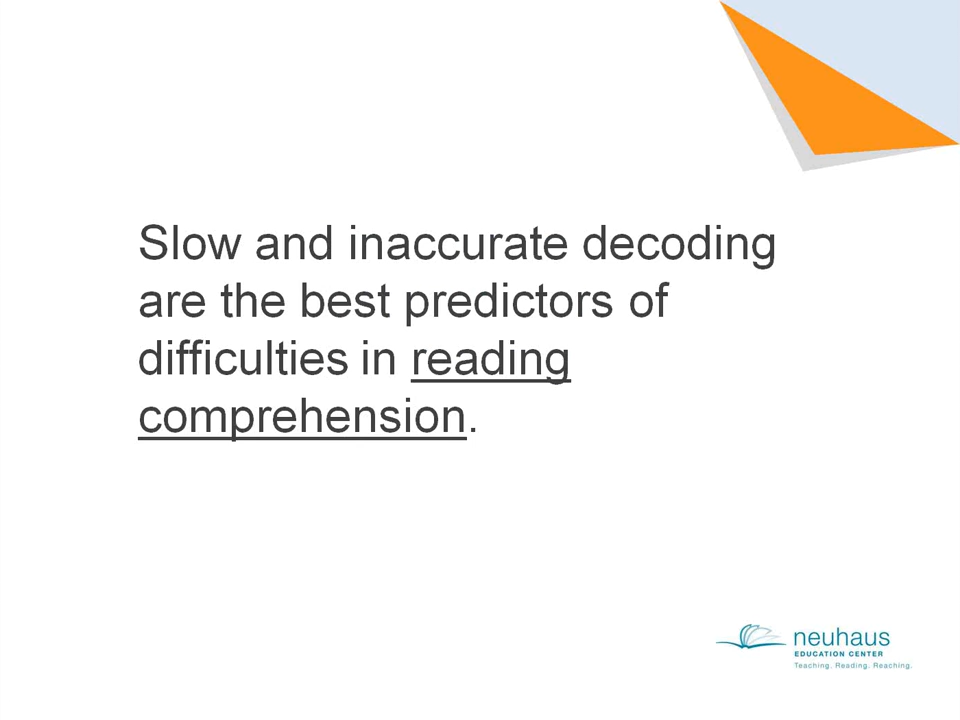 Slow and inaccurate decoding
are the best predictors of
difficulties in reading
comprehension.
neuhaus
EDUCATION CENTER
Teaching. Reading. Reaching.